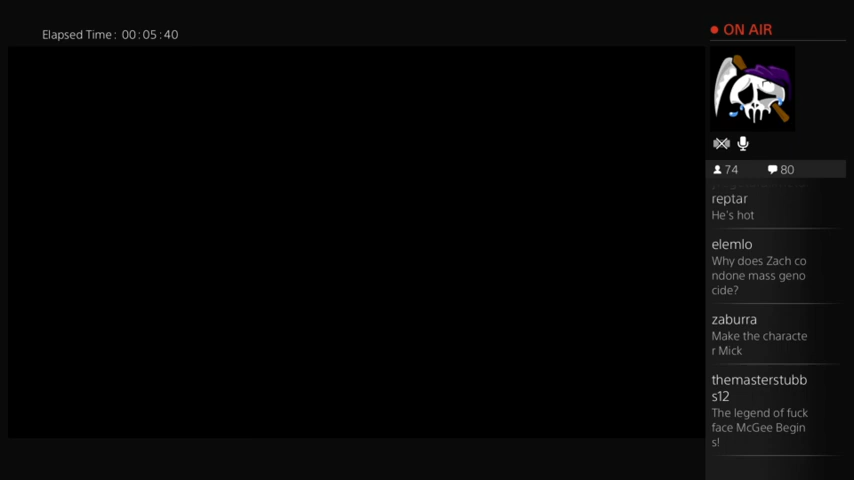 Elapsed Time: 00:05:40
ON AIR
74
80
reptar
He's hot
elemlo
Why does Zach co
ndone mass geno
cide?
zaburra
Make the characte
r Mick
themasterstubb
s12
The legend of fuck
face McGee Begin
s!